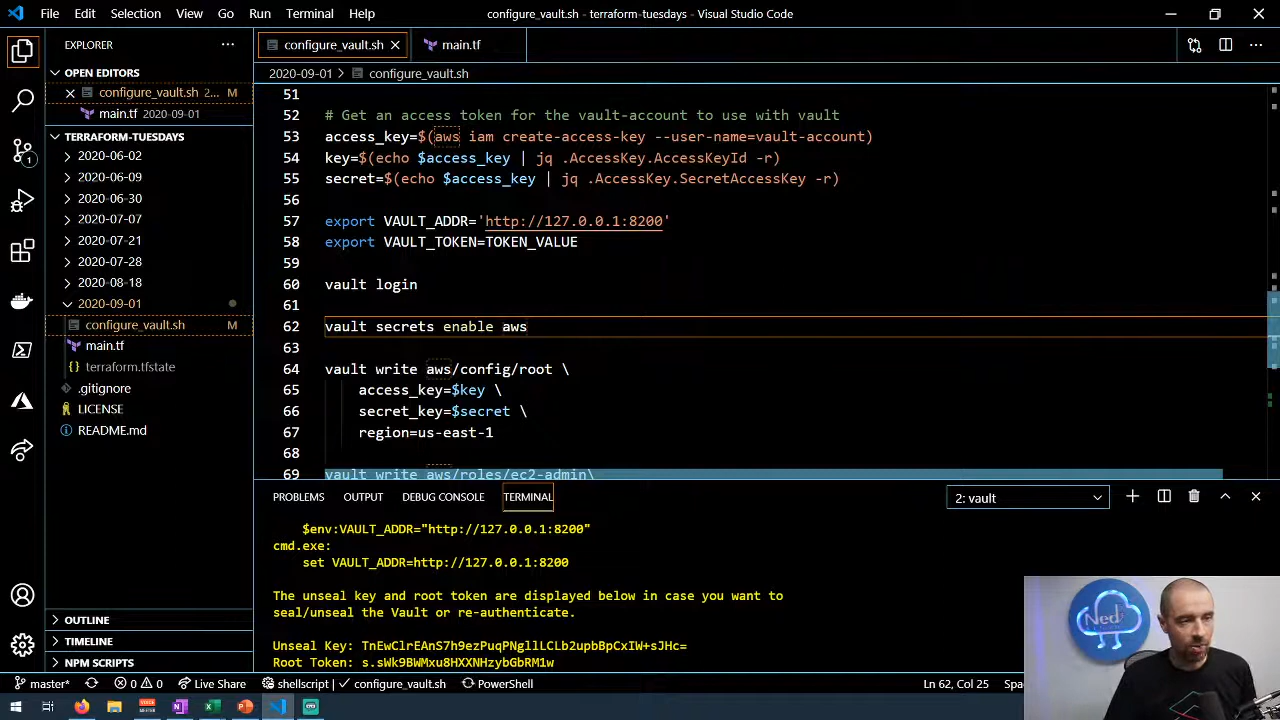 File Edit Selection View Go Run Terminal Help
configure_vault.sh - terraform-tuesdays - Visual Studio Code
EXPLORER
configure_vault.sh
main.tf
OPEN EDITORS
configure_vault.sh 2... M
main.tf 2020-09-01
TERRAFORM-TUESDAYS
2020-06-02
2020-06-09
2020-06-30
2020-07-07
2020-07-21
2020-07-28
2020-08-18
2020-09-01
configure_vault.sh M
main.tf
terraform.tfstate
.gitignore
LICENSE
README.md
OUTLINE
TIMELINE
NPM SCRIPTS
2020-09-01 > configure_vault.sh
51
52 # Get an access token for the vault-account to use with vault
53 access_key=$(aws iam create-access-key --user-name=vault-account)
54 key=$(echo $access_key | jq .AccessKey.AccessKeyId -r)
55 secret=$(echo $access_key | jq .AccessKey.SecretAccessKey -r)
56
57 export VAULT_ADDR='http://127.0.0.1:8200'
58 export VAULT_TOKEN=TOKEN_VALUE
59
60 vault login
61
62 vault secrets enable aws
63
64 vault write aws/config/root \
65 access_key=$key \
66 secret_key=$secret \
67 region=us-east-1
68
69 vault write aws/roles/ec2-admin\
PROBLEMS OUTPUT DEBUG CONSOLE TERMINAL
2: vault
$env:VAULT_ADDR="http://127.0.0.1:8200"
cmd.exe:
set VAULT_ADDR=http://127.0.0.1:8200
The unseal key and root token are displayed below in case you want to
seal/unseal the Vault or re-authenticate.
Unseal Key: TnEwClrEAnS7h9ezPuqPNgllLCLb2upbBpCxIW+sJHc=
Root Token: s.sWk9BWMxu8HXXNHzybGbRM1w
Ned
master* 0 0 Live Share shellscript configure_vault.sh PowerShell
Ln 62, Col 25